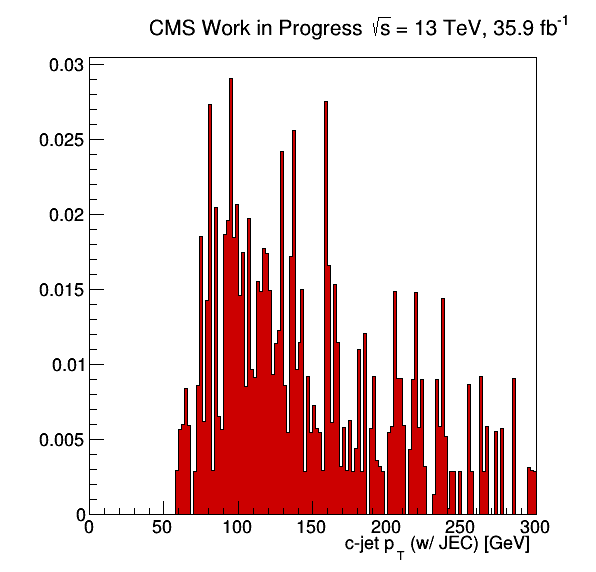 CMS Work in Progress √s = 13 TeV, 35.9 fb⁻¹
0.03
0.025
0.02
0.015
0.01
0.005
0
0 50 100 150 200 250 300
c-jet p_T (w/ JEC) [GeV]